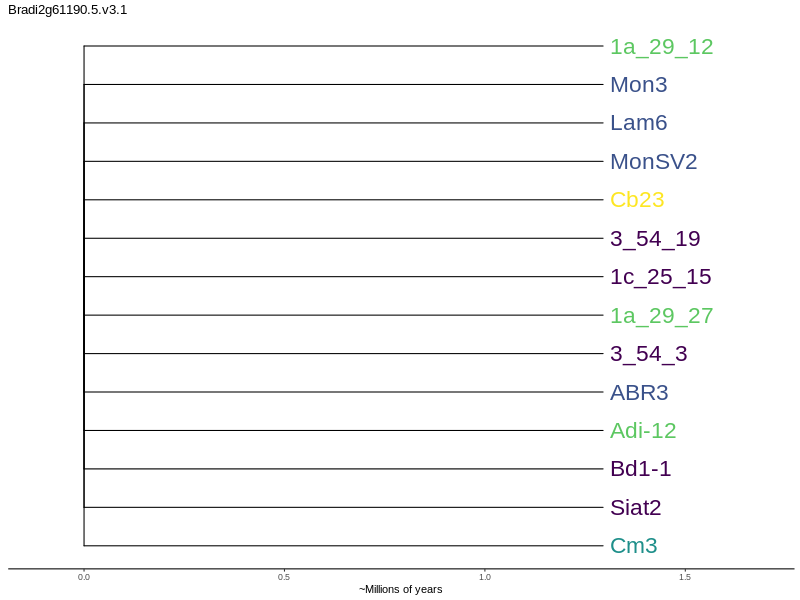 Bradi2g61190.5.v3.1
1a_29_12
Mon3
Lam6
MonSV2
Cb23
3_54_19
1c_25_15
1a_29_27
3_54_3
ABR3
Adi-12
Bd1-1
Siat2
Cm3
0.0 0.5 1.0 1.5
~Millions of years